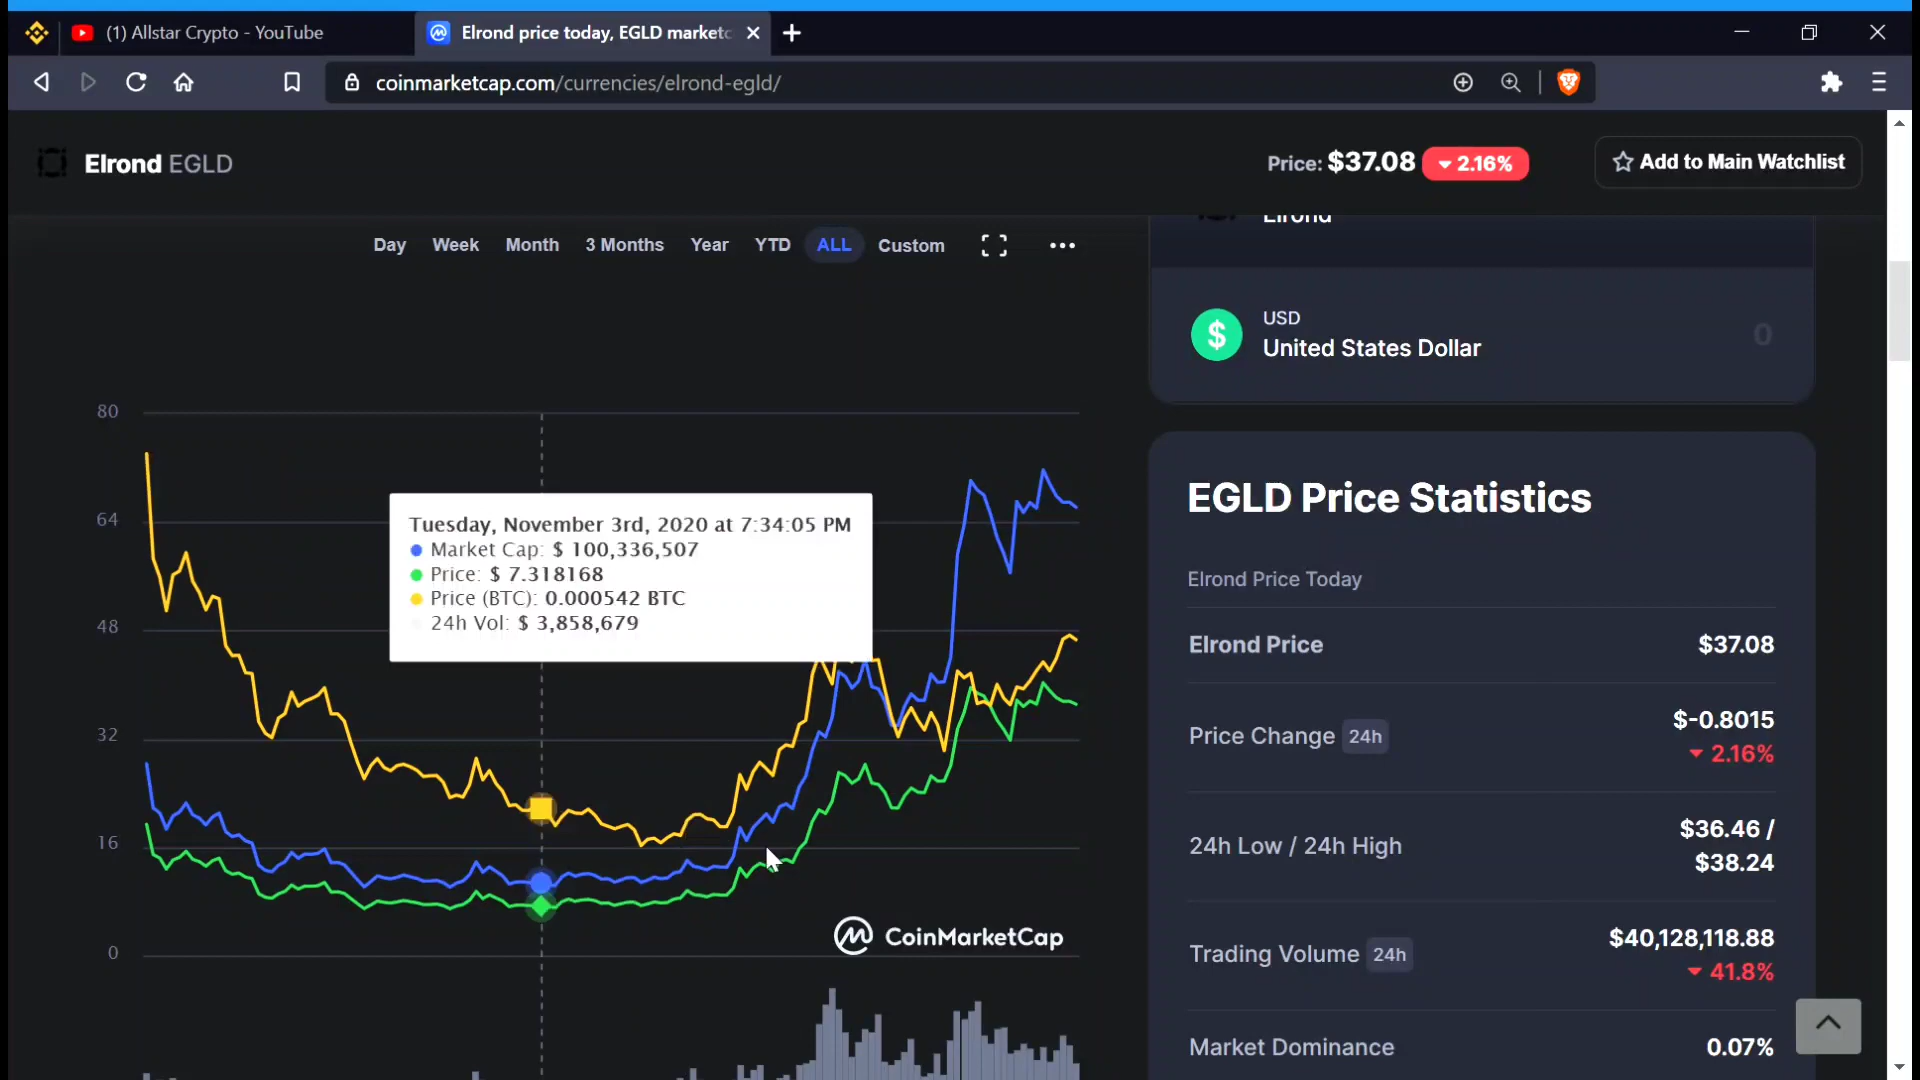 (1) Allstar Crypto - YouTube
Elrond price today, EGLD marketc
coinmarketcap.com/currencies/elrond-egld/
Elrond EGLD
Price: $37.08 2.16%
Add to Main Watchlist
Day Week Month 3 Months Year YTD ALL Custom
Elrond
USD
United States Dollar
0
80
64
48
32
16
0
Tuesday, November 3rd, 2020 at 7:34:05 PM
Market Cap: $ 100,336,507
Price: $ 7.318168
Price (BTC): 0.000542 BTC
24h Vol: $ 3,858,679
CoinMarketCap
EGLD Price Statistics
Elrond Price Today
Elrond Price $37.08
Price Change 24h $-0.8015
2.16%
24h Low / 24h High $36.46 /
$38.24
Trading Volume 24h $40,128,118.88
41.8%
Market Dominance 0.07%